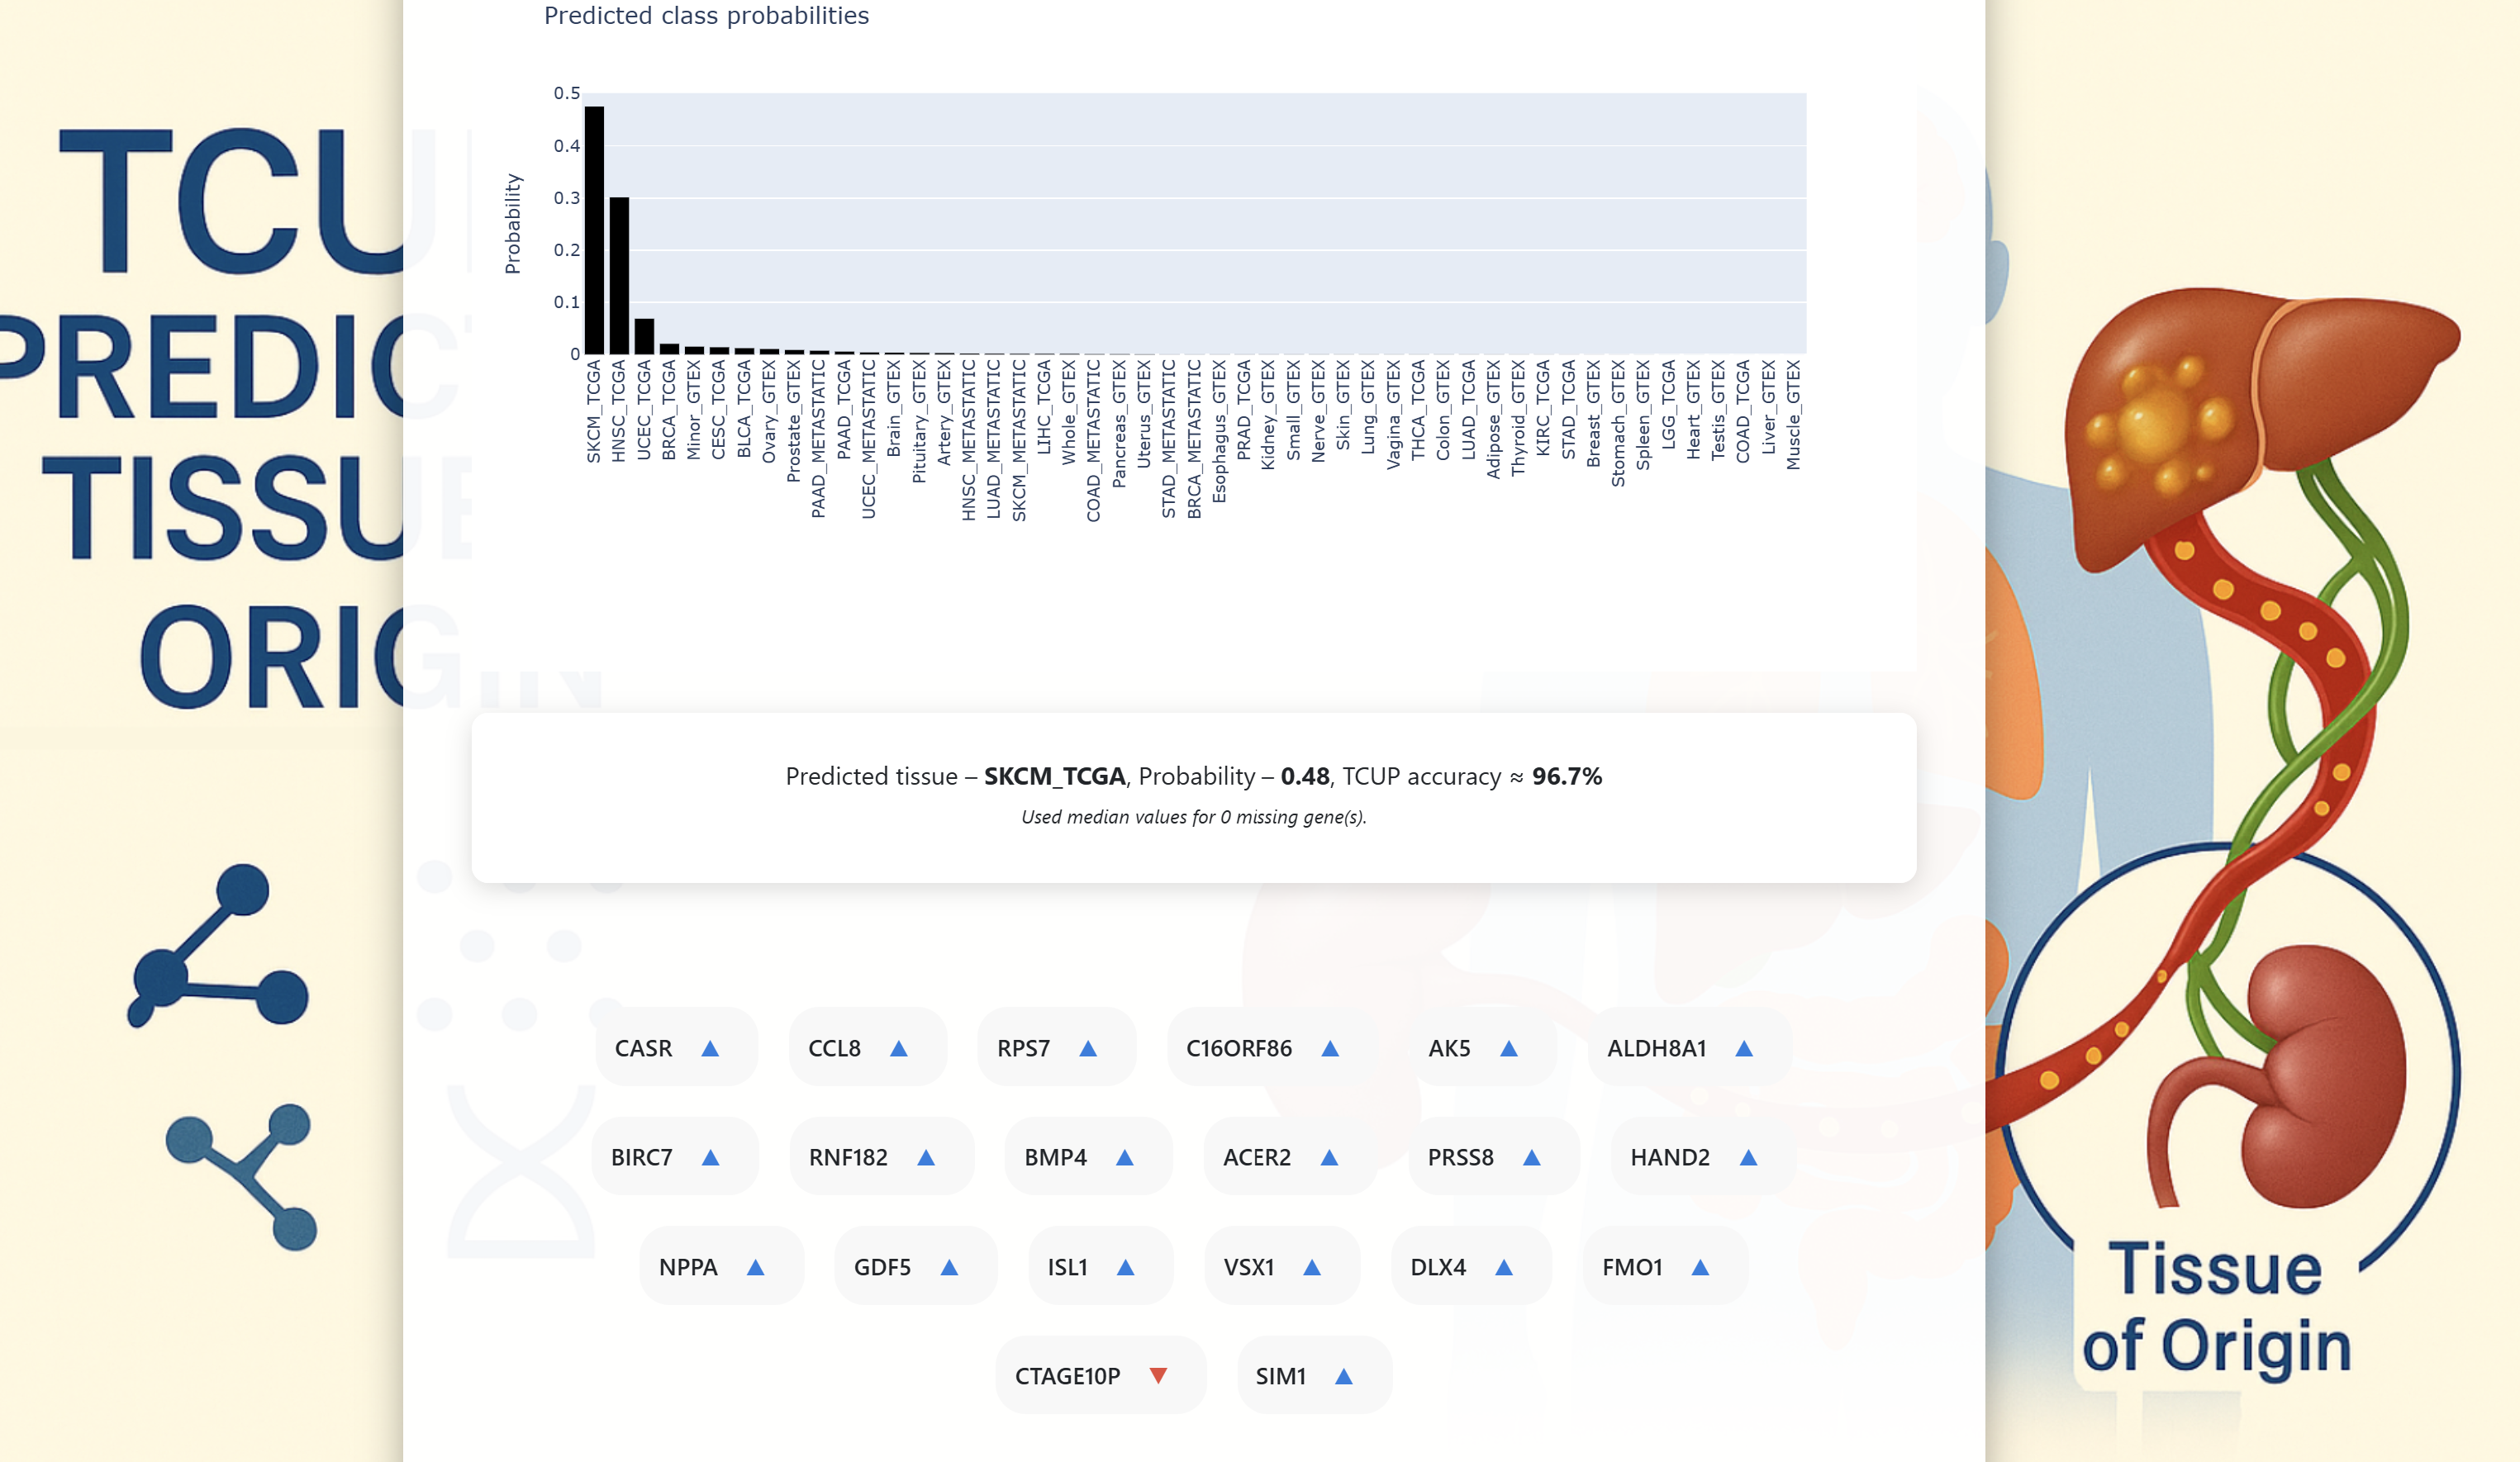 Predicted class probabilities
Probability
0.5
0.4
0.3
0.2
0.1
0
SKCM_TCGA
HNSC_TCGA
UCEC_TCGA
BRCA_TCGA
Minor_GTEX
CESC_TCGA
BLCA_TCGA
Ovary_GTEX
Prostate_GTEX
PAAD_METASTATIC
PAAD_TCGA
UCEC_METASTATIC
Brain_GTEX
Pituitary_GTEX
Artery_GTEX
HNSC_METASTATIC
LUAD_METASTATIC
SKCM_METASTATIC
LIHC_TCGA
Whole_GTEX
COAD_METASTATIC
Pancreas_GTEX
Uterus_GTEX
STAD_METASTATIC
BRCA_METASTATIC
Esophagus_GTEX
PRAD_TCGA
Kidney_GTEX
Small_GTEX
Nerve_GTEX
Skin_GTEX
Lung_GTEX
Vagina_GTEX
THCA_TCGA
Colon_GTEX
LUAD_TCGA
Adipose_GTEX
Thyroid_GTEX
KIRC_TCGA
STAD_TCGA
Breast_GTEX
Stomach_GTEX
Spleen_GTEX
LGG_TCGA
Heart_GTEX
Testis_GTEX
COAD_TCGA
Liver_GTEX
Muscle_GTEX
TCU
PREDICT
TISSUE
ORIGIN
Predicted tissue – SKCM_TCGA, Probability – 0.48, TCUP accuracy ≈ 96.7%
Used median values for 0 missing gene(s).
CASR ▲ CCL8 ▲ RPS7 ▲ C16ORF86 ▲ AK5 ▲ ALDH8A1 ▲
BIRC7 ▲ RNF182 ▲ BMP4 ▲ ACER2 ▲ PRSS8 ▲ HAND2 ▲
NPPA ▲ GDF5 ▲ ISL1 ▲ VSX1 ▲ DLX4 ▲ FMO1 ▲
CTAGE10P ▼ SIM1 ▲
Tissue
of Origin